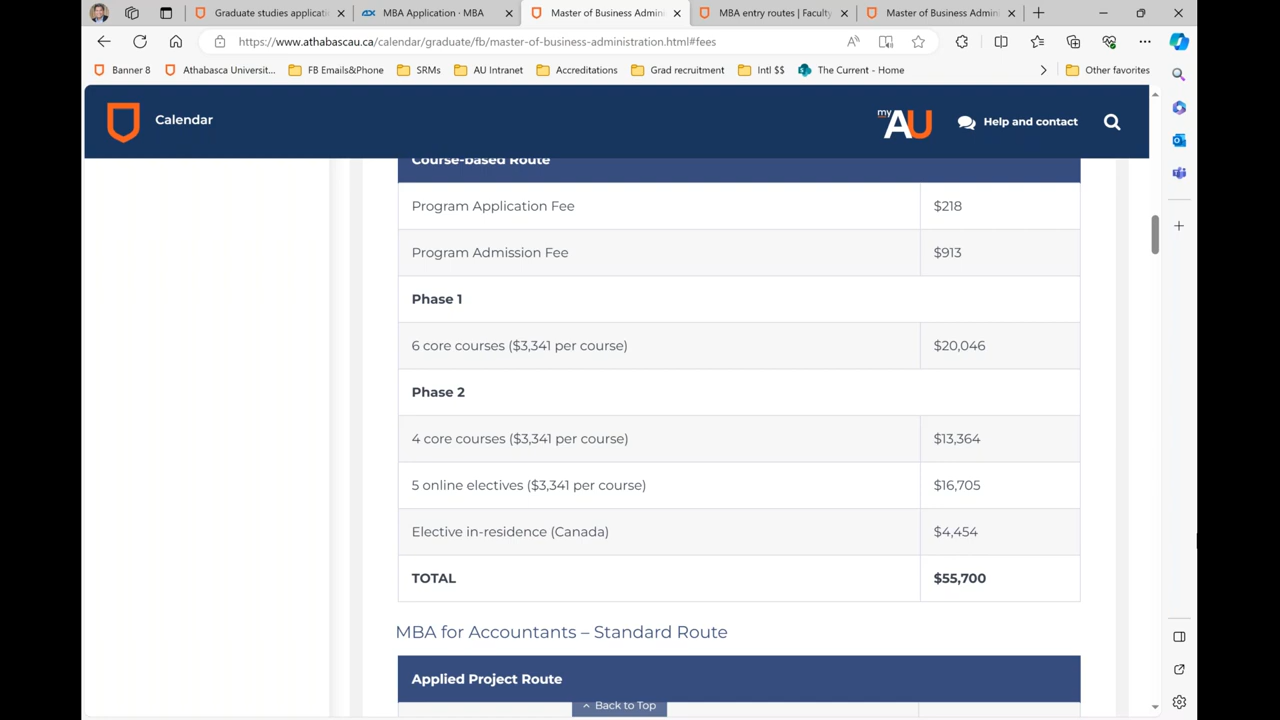 Graduate studies applicati
MBA Application · MBA
Master of Business Admini
MBA entry routes | Faculty
Master of Business Admini
https://www.athabascau.ca/calendar/graduate/fb/master-of-business-administration.html#fees
Banner 8
Athabasca Universit...
FB Emails&Phone
SRMs
AU Intranet
Accreditations
Grad recruitment
Intl $$
The Current - Home
Other favorites
Calendar
my AU
Help and contact
Course-based Route
Program Application Fee $218
Program Admission Fee $913
Phase 1
6 core courses ($3,341 per course) $20,046
Phase 2
4 core courses ($3,341 per course) $13,364
5 online electives ($3,341 per course) $16,705
Elective in-residence (Canada) $4,454
TOTAL $55,700
MBA for Accountants – Standard Route
Applied Project Route
Back to Top